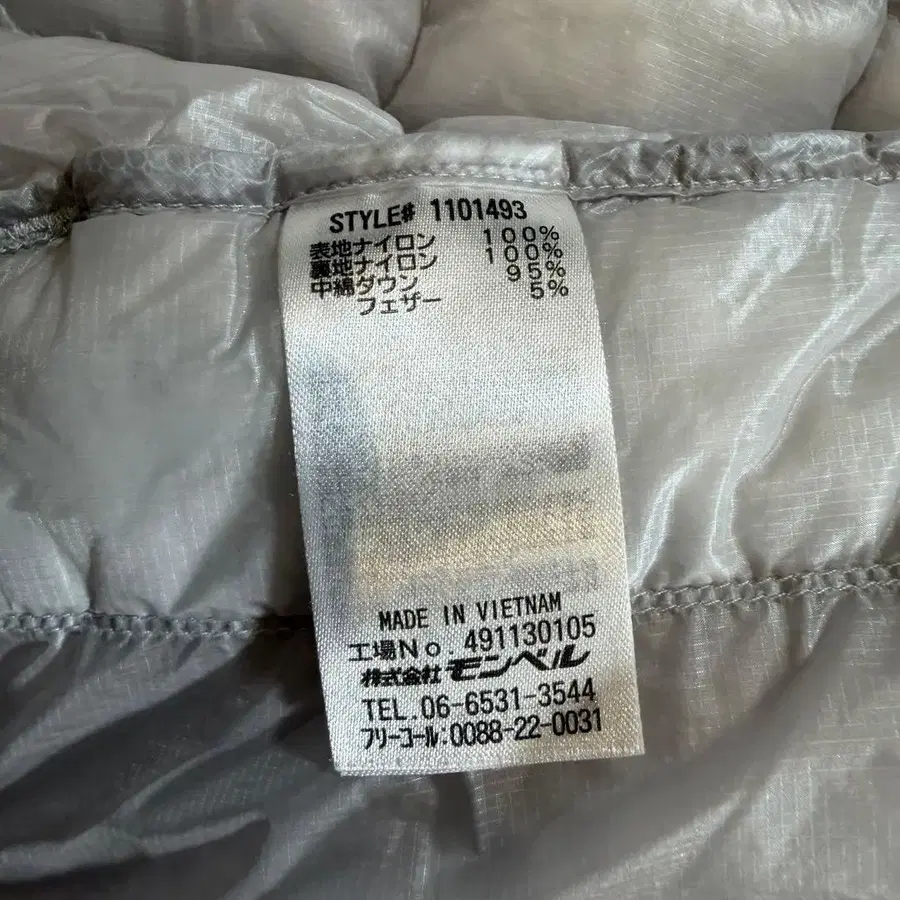 STYLE# 1101493
表地ナイロン 100%
裏地ナイロン 100%
中綿ダウン 95%
フェザー 5%
MADE IN VIETNAM
工場No. 491130105
株式会社モンベル
TEL.06-6531-3544
フリーコール:0088-22-0031